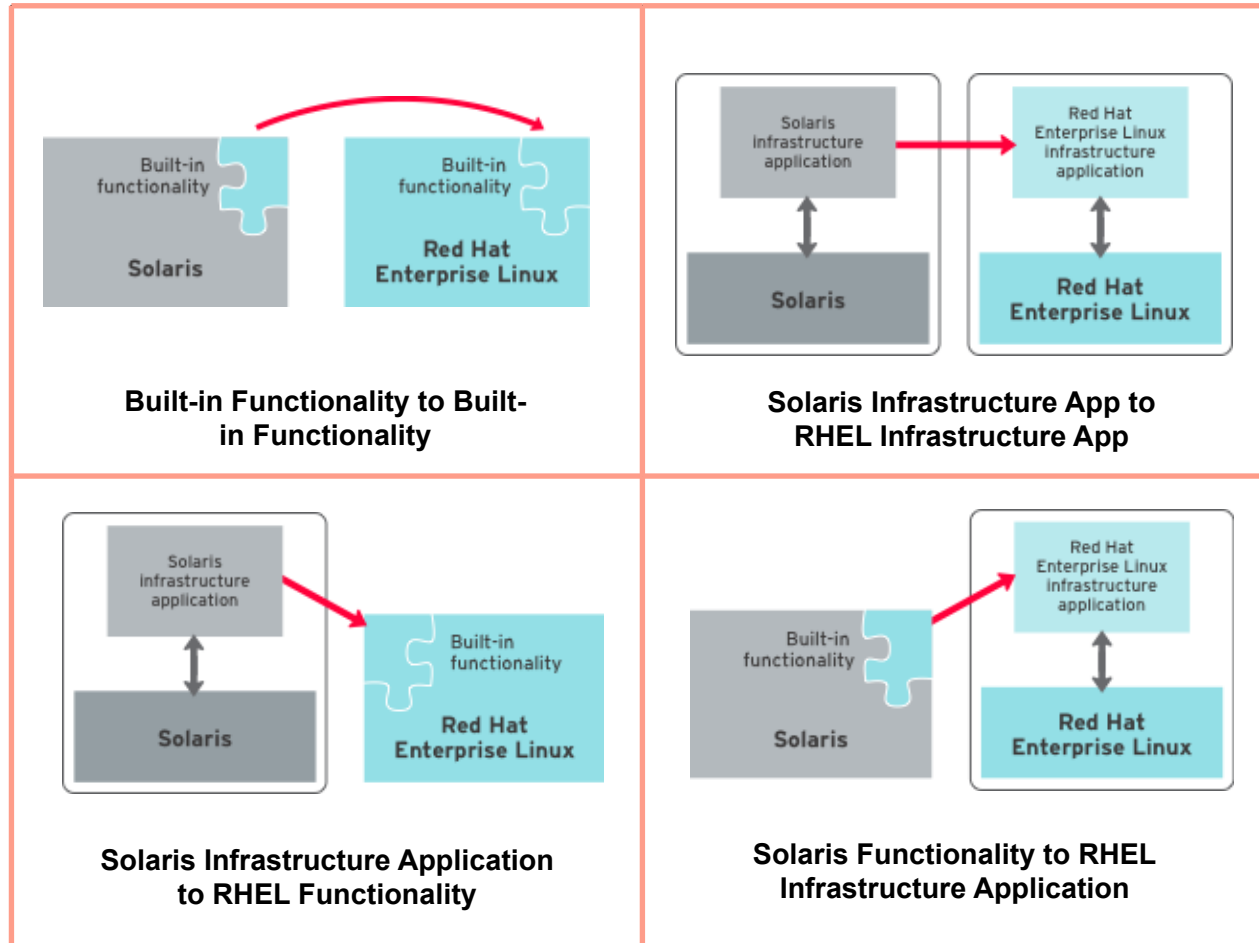 Built-in
functionality
Solaris
Built-in
functionality
Red Hat
Enterprise Linux
Built-in Functionality to Built-
in Functionality
Solaris
infrastructure
application
Solaris
Red Hat
Enterprise Linux
infrastructure
application
Red Hat
Enterprise Linux
Solaris Infrastructure App to
RHEL Infrastructure App
Solaris
infrastructure
application
Solaris
Built-in
functionality
Red Hat
Enterprise Linux
Solaris Infrastructure Application
to RHEL Functionality
Built-in
functionality
Solaris
Red Hat
Enterprise Linux
infrastructure
application
Red Hat
Enterprise Linux
Solaris Functionality to RHEL
Infrastructure Application